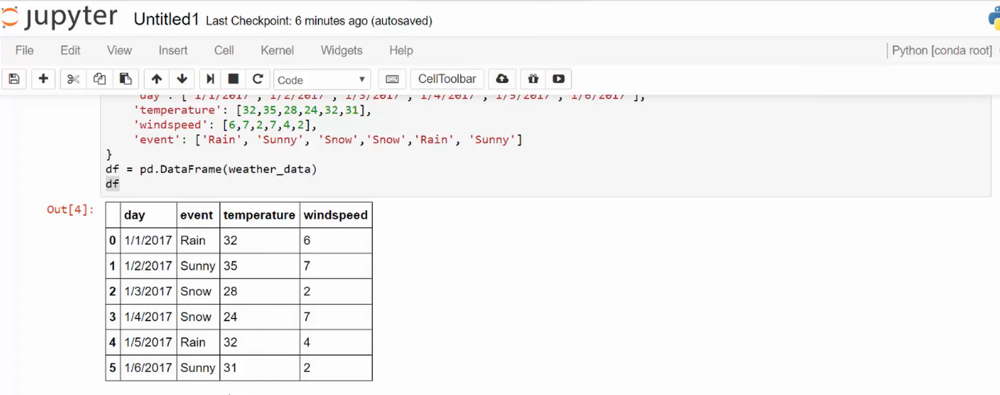 jupyter Untitled1 Last Checkpoint: 6 minutes ago (autosaved)
File Edit View Insert Cell Kernel Widgets Help Python [conda root]
Code CellToolbar
'day': ['1/1/2017', '1/2/2017', '1/3/2017', '1/4/2017', '1/5/2017', '1/6/2017'],
'temperature': [32,35,28,24,32,31],
'windspeed': [6,7,2,7,4,2],
'event': ['Rain', 'Sunny', 'Snow','Snow','Rain', 'Sunny']
}
df = pd.DataFrame(weather_data)
df
Out[4]:
day event temperature windspeed
0 1/1/2017 Rain 32 6
1 1/2/2017 Sunny 35 7
2 1/3/2017 Snow 28 2
3 1/4/2017 Snow 24 7
4 1/5/2017 Rain 32 4
5 1/6/2017 Sunny 31 2